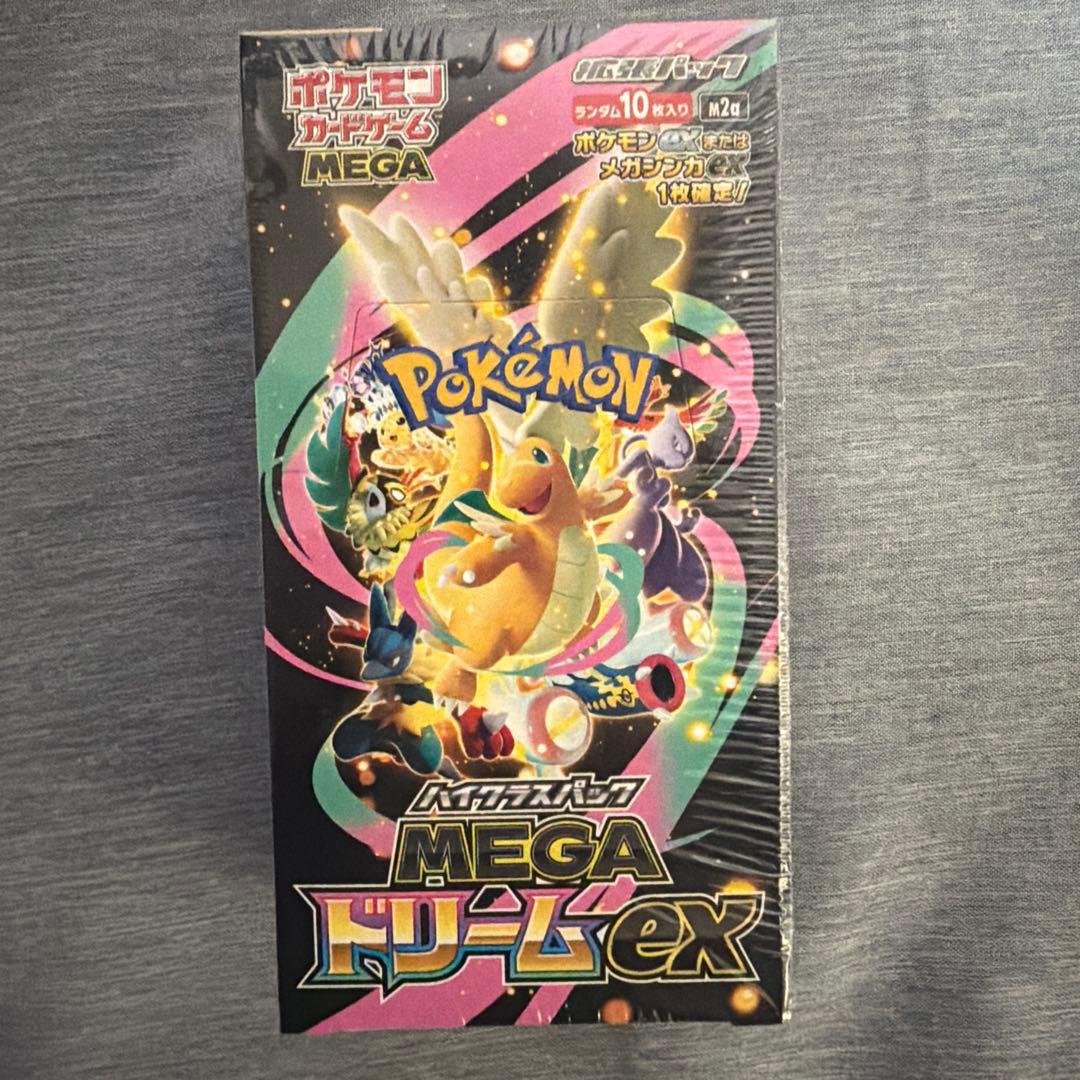 ポケモン
カードゲーム
MEGA
拡張パック
ランダム10枚入り M2a
ポケモンexまたは
メガシンカex
1枚確定!
POKéMON
ハイクラスパック
MEGA
ドリームex